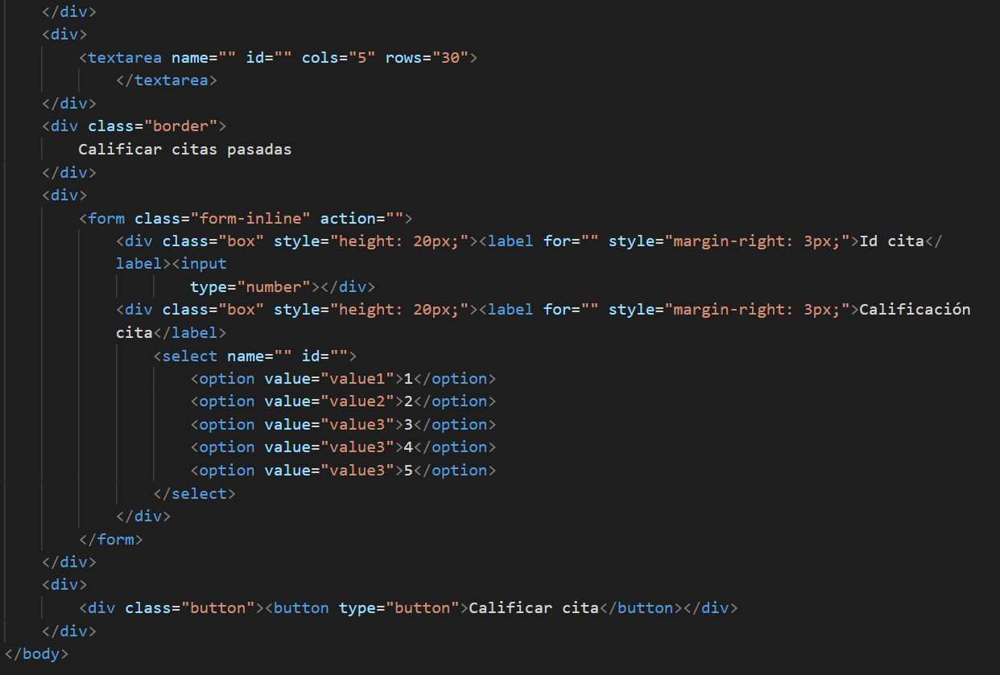 </div>
<div>
<textarea name="" id="" cols="5" rows="30">
</textarea>
</div>
<div class="border">
Calificar citas pasadas
</div>
<div>
<form class="form-inline" action="">
<div class="box" style="height: 20px;"><label for="" style="margin-right: 3px;">Id cita</
label><input
type="number"></div>
<div class="box" style="height: 20px;"><label for="" style="margin-right: 3px;">Calificación
cita</label>
<select name="" id="">
<option value="value1">1</option>
<option value="value2">2</option>
<option value="value3">3</option>
<option value="value3">4</option>
<option value="value3">5</option>
</select>
</div>
</form>
</div>
<div>
<div class="button"><button type="button">Calificar cita</button></div>
</div>
</body>